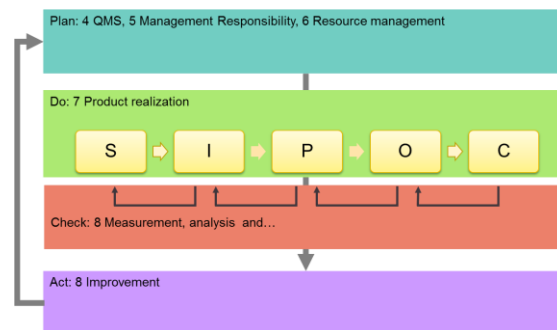 Plan: 4 QMS, 5 Management Responsibility, 6 Resource management
Do: 7 Product realization
S I P O C
Check: 8 Measurement, analysis and…
Act: 8 Improvement